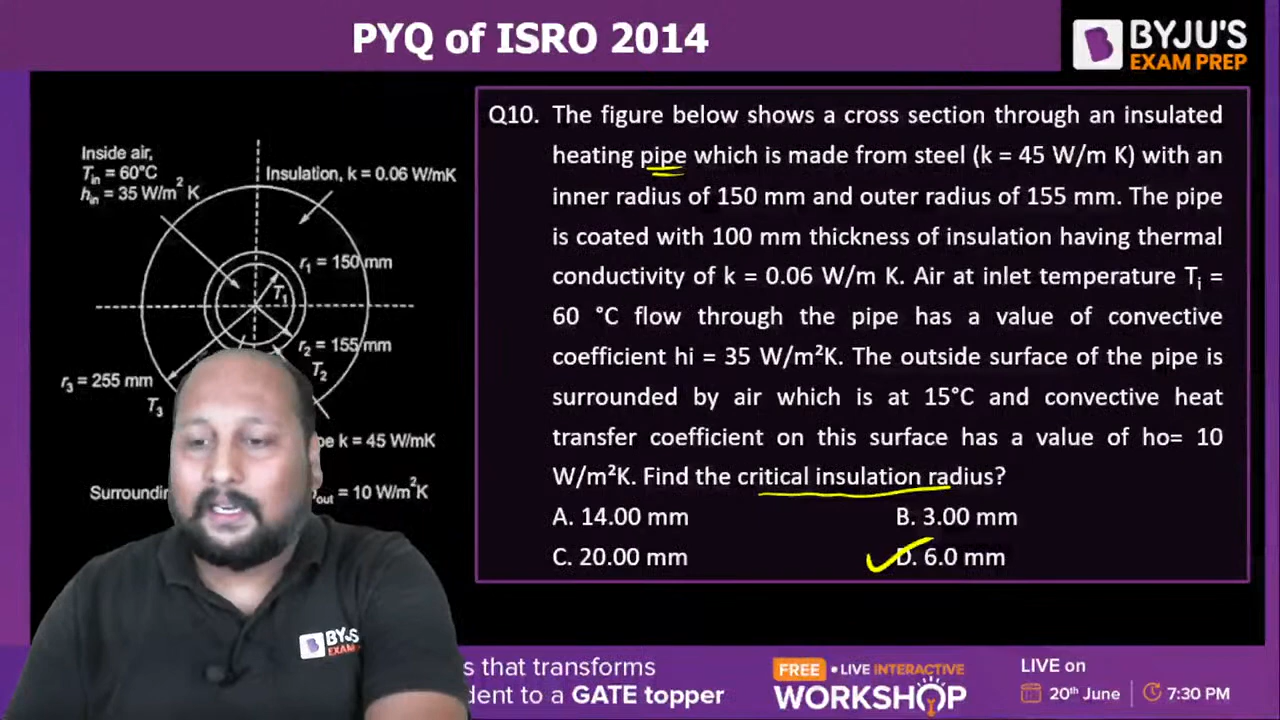 PYQ of ISRO 2014
BYJU'S
EXAM PREP
Inside air,
T_in = 60°C
h_in = 35 W/m² K
Insulation, k = 0.06 W/mK
r₁ = 150 mm
T₁
r₂ = 155 mm
T₂
r₃ = 255 mm
T₃
pe k = 45 W/mK
Surroundin
out = 10 W/m²K
Q10. The figure below shows a cross section through an insulated
heating pipe which is made from steel (k = 45 W/m K) with an
inner radius of 150 mm and outer radius of 155 mm. The pipe
is coated with 100 mm thickness of insulation having thermal
conductivity of k = 0.06 W/m K. Air at inlet temperature Tᵢ =
60 °C flow through the pipe has a value of convective
coefficient hi = 35 W/m²K. The outside surface of the pipe is
surrounded by air which is at 15°C and convective heat
transfer coefficient on this surface has a value of ho= 10
W/m²K. Find the critical insulation radius?
A. 14.00 mm B. 3.00 mm
C. 20.00 mm D. 6.0 mm
BYJU'S
EXAM
s that transforms
dent to a GATE topper
FREE • LIVE INTERACTIVE
WORKSHOP
LIVE on
20th June | 7:30 PM